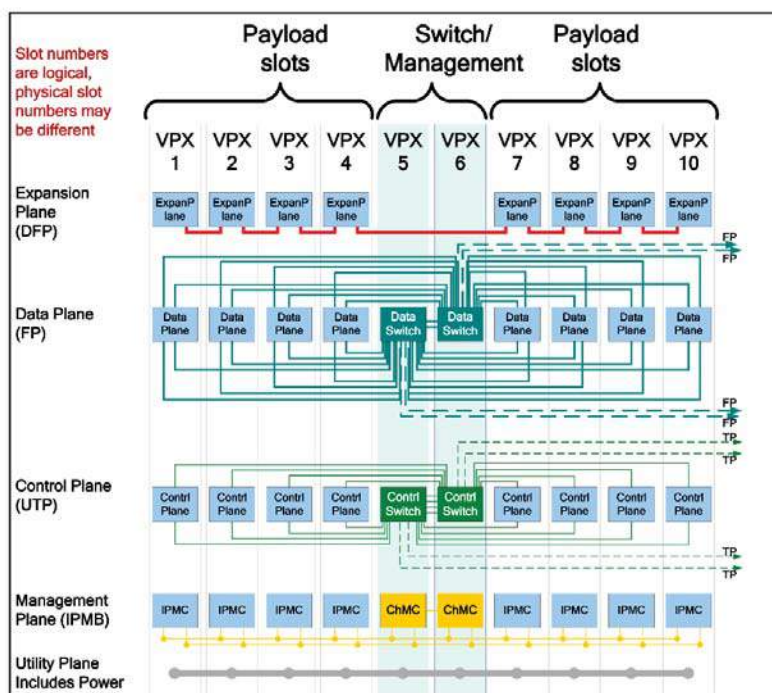 Slot numbers
are logical,
physical slot
numbers may
be different
Payload
slots
Switch/
Management
Payload
slots
VPX
1
VPX
2
VPX
3
VPX
4
VPX
5
VPX
6
VPX
7
VPX
8
VPX
9
VPX
10
Expansion
Plane
(DFP)
ExpanP
lane
ExpanP
lane
ExpanP
lane
ExpanP
lane
ExpanP
lane
ExpanP
lane
ExpanP
lane
ExpanP
lane
FP
FP
Data Plane
(FP)
Data
Plane
Data
Plane
Data
Plane
Data
Plane
Data
Switch
Data
Switch
Data
Plane
Data
Plane
Data
Plane
Data
Plane
FP
FP
TP
TP
Control Plane
(UTP)
Contrl
Plane
Contrl
Plane
Contrl
Plane
Contrl
Plane
Contrl
Switch
Contrl
Switch
Contrl
Plane
Contrl
Plane
Contrl
Plane
Contrl
Plane
TP
TP
Management
Plane (IPMB)
IPMC
IPMC
IPMC
IPMC
ChMC
ChMC
IPMC
IPMC
IPMC
IPMC
Utility Plane
Includes Power